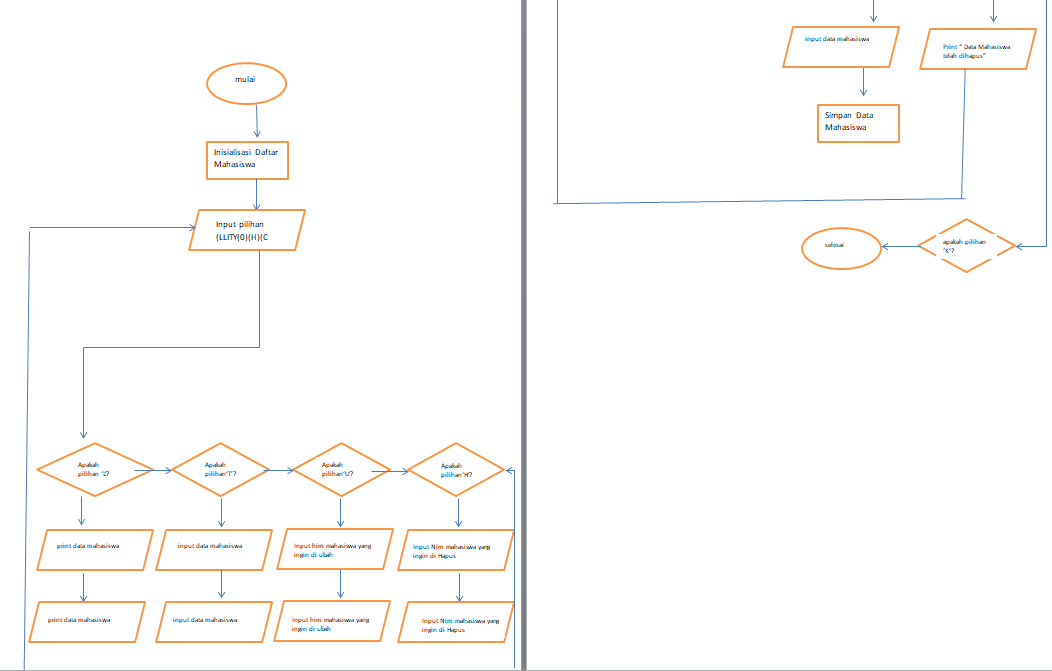 mulai
Inisialisasi Daftar
Mahasiswa
Input pilihan
(LLITY(0)(H)(C
Apakah
pilihan "L"?
Apakah
pilihan"I"?
Apakah
pilihan"U"?
Apakah
pilihan"H"?
print data mahasiswa
input data mahasiswa
Input him mahasiswa yang
ingin di ubah
Input Nim mahasiswa yang
ingin di Hapus
print data mahasiswa
input data mahasiswa
Input him mahasiswa yang
ingin di ubah
Input Nim mahasiswa yang
ingin di Hapus
input data mahasiswa
Print " Data Mahasiswa
telah dihapus"
Simpan Data
Mahasiswa
selesai
apakah pilihan
"K"?